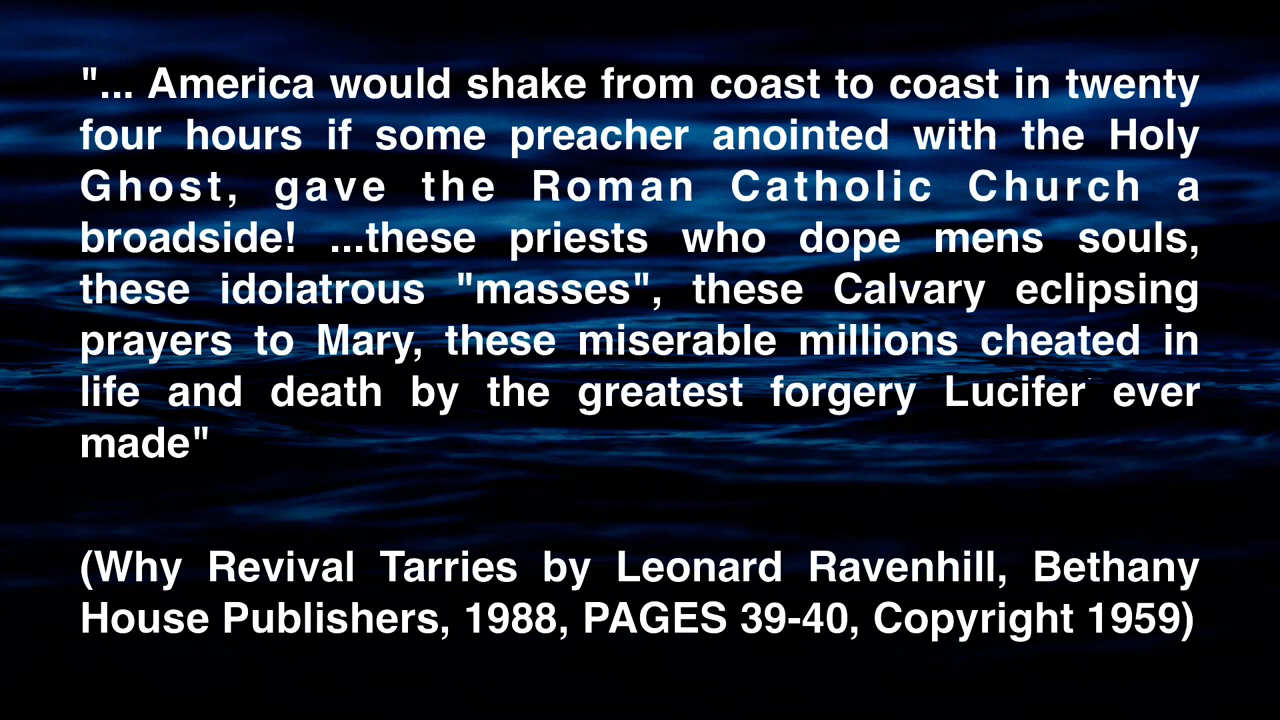 "... America would shake from coast to coast in twenty
four hours if some preacher anointed with the Holy
Ghost, gave the Roman Catholic Church a
broadside! ...these priests who dope mens souls,
these idolatrous "masses", these Calvary eclipsing
prayers to Mary, these miserable millions cheated in
life and death by the greatest forgery Lucifer ever
made"
(Why Revival Tarries by Leonard Ravenhill, Bethany
House Publishers, 1988, PAGES 39-40, Copyright 1959)